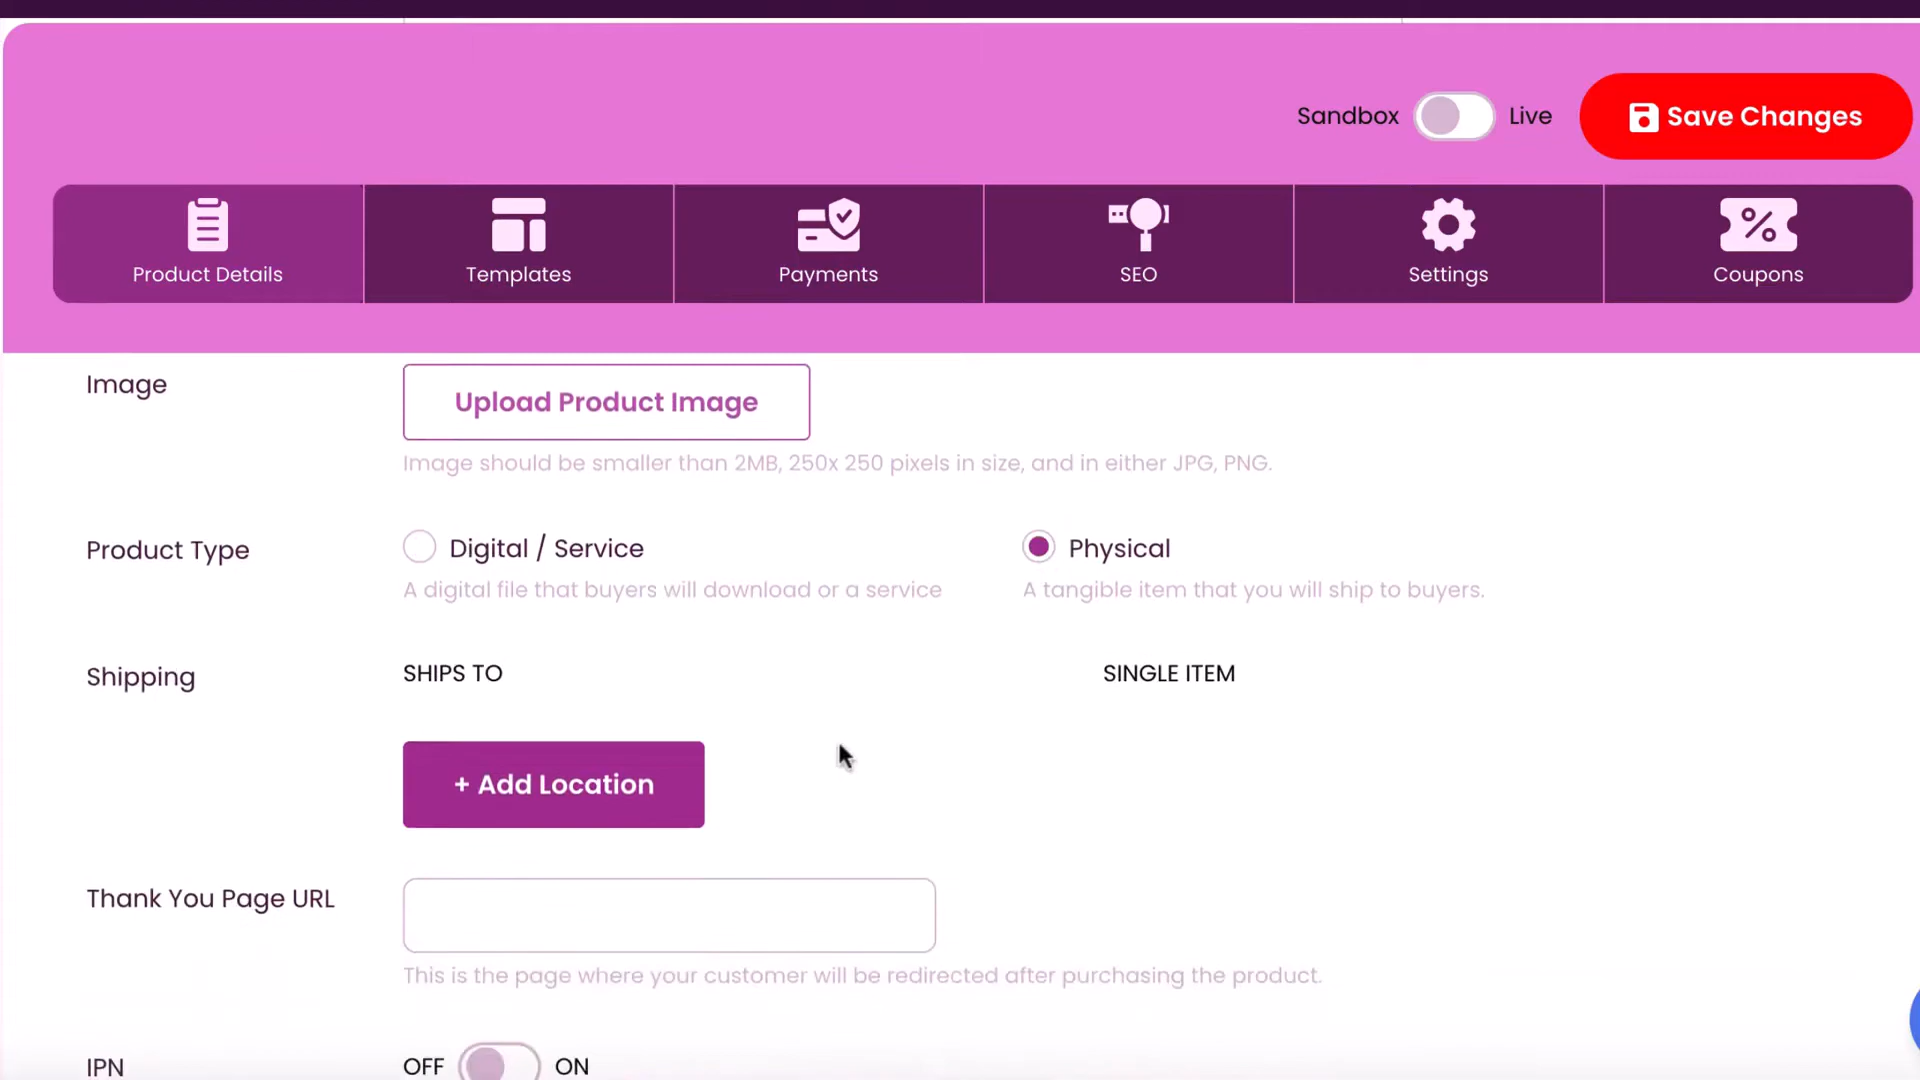 Sandbox Live Save Changes
Product Details Templates Payments SEO Settings Coupons
Image
Upload Product Image
Image should be smaller than 2MB, 250x 250 pixels in size, and in either JPG, PNG.
Product Type
Digital / Service
Physical
A digital file that buyers will download or a service
A tangible item that you will ship to buyers.
Shipping
SHIPS TO
SINGLE ITEM
+ Add Location
Thank You Page URL
This is the page where your customer will be redirected after purchasing the product.
IPN
OFF ON